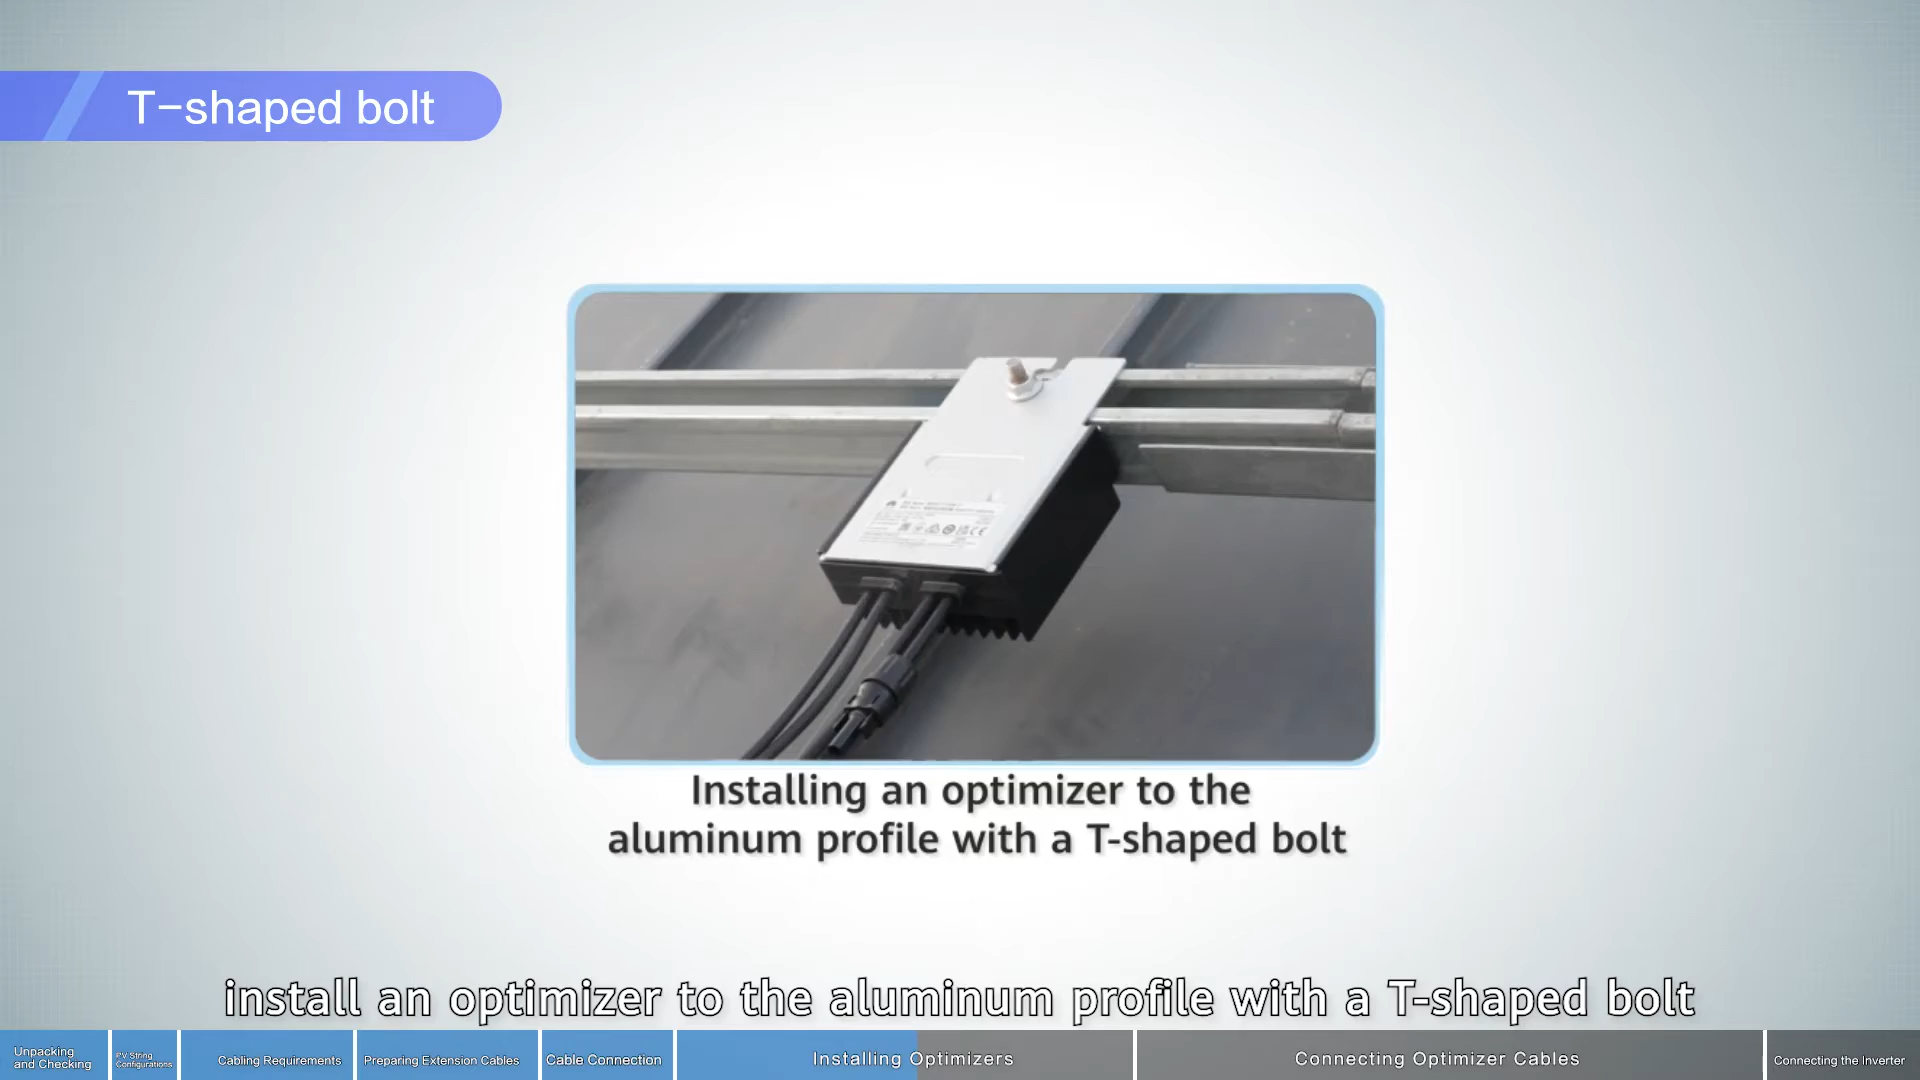 T-shaped bolt
Installing an optimizer to the
aluminum profile with a T-shaped bolt
install an optimizer to the aluminum profile with a T-shaped bolt
Unpacking
and Checking
PV String
Configurations
Cabling Requirements
Preparing Extension Cables
Cable Connection
Installing Optimizers
Connecting Optimizer Cables
Connecting the Inverter